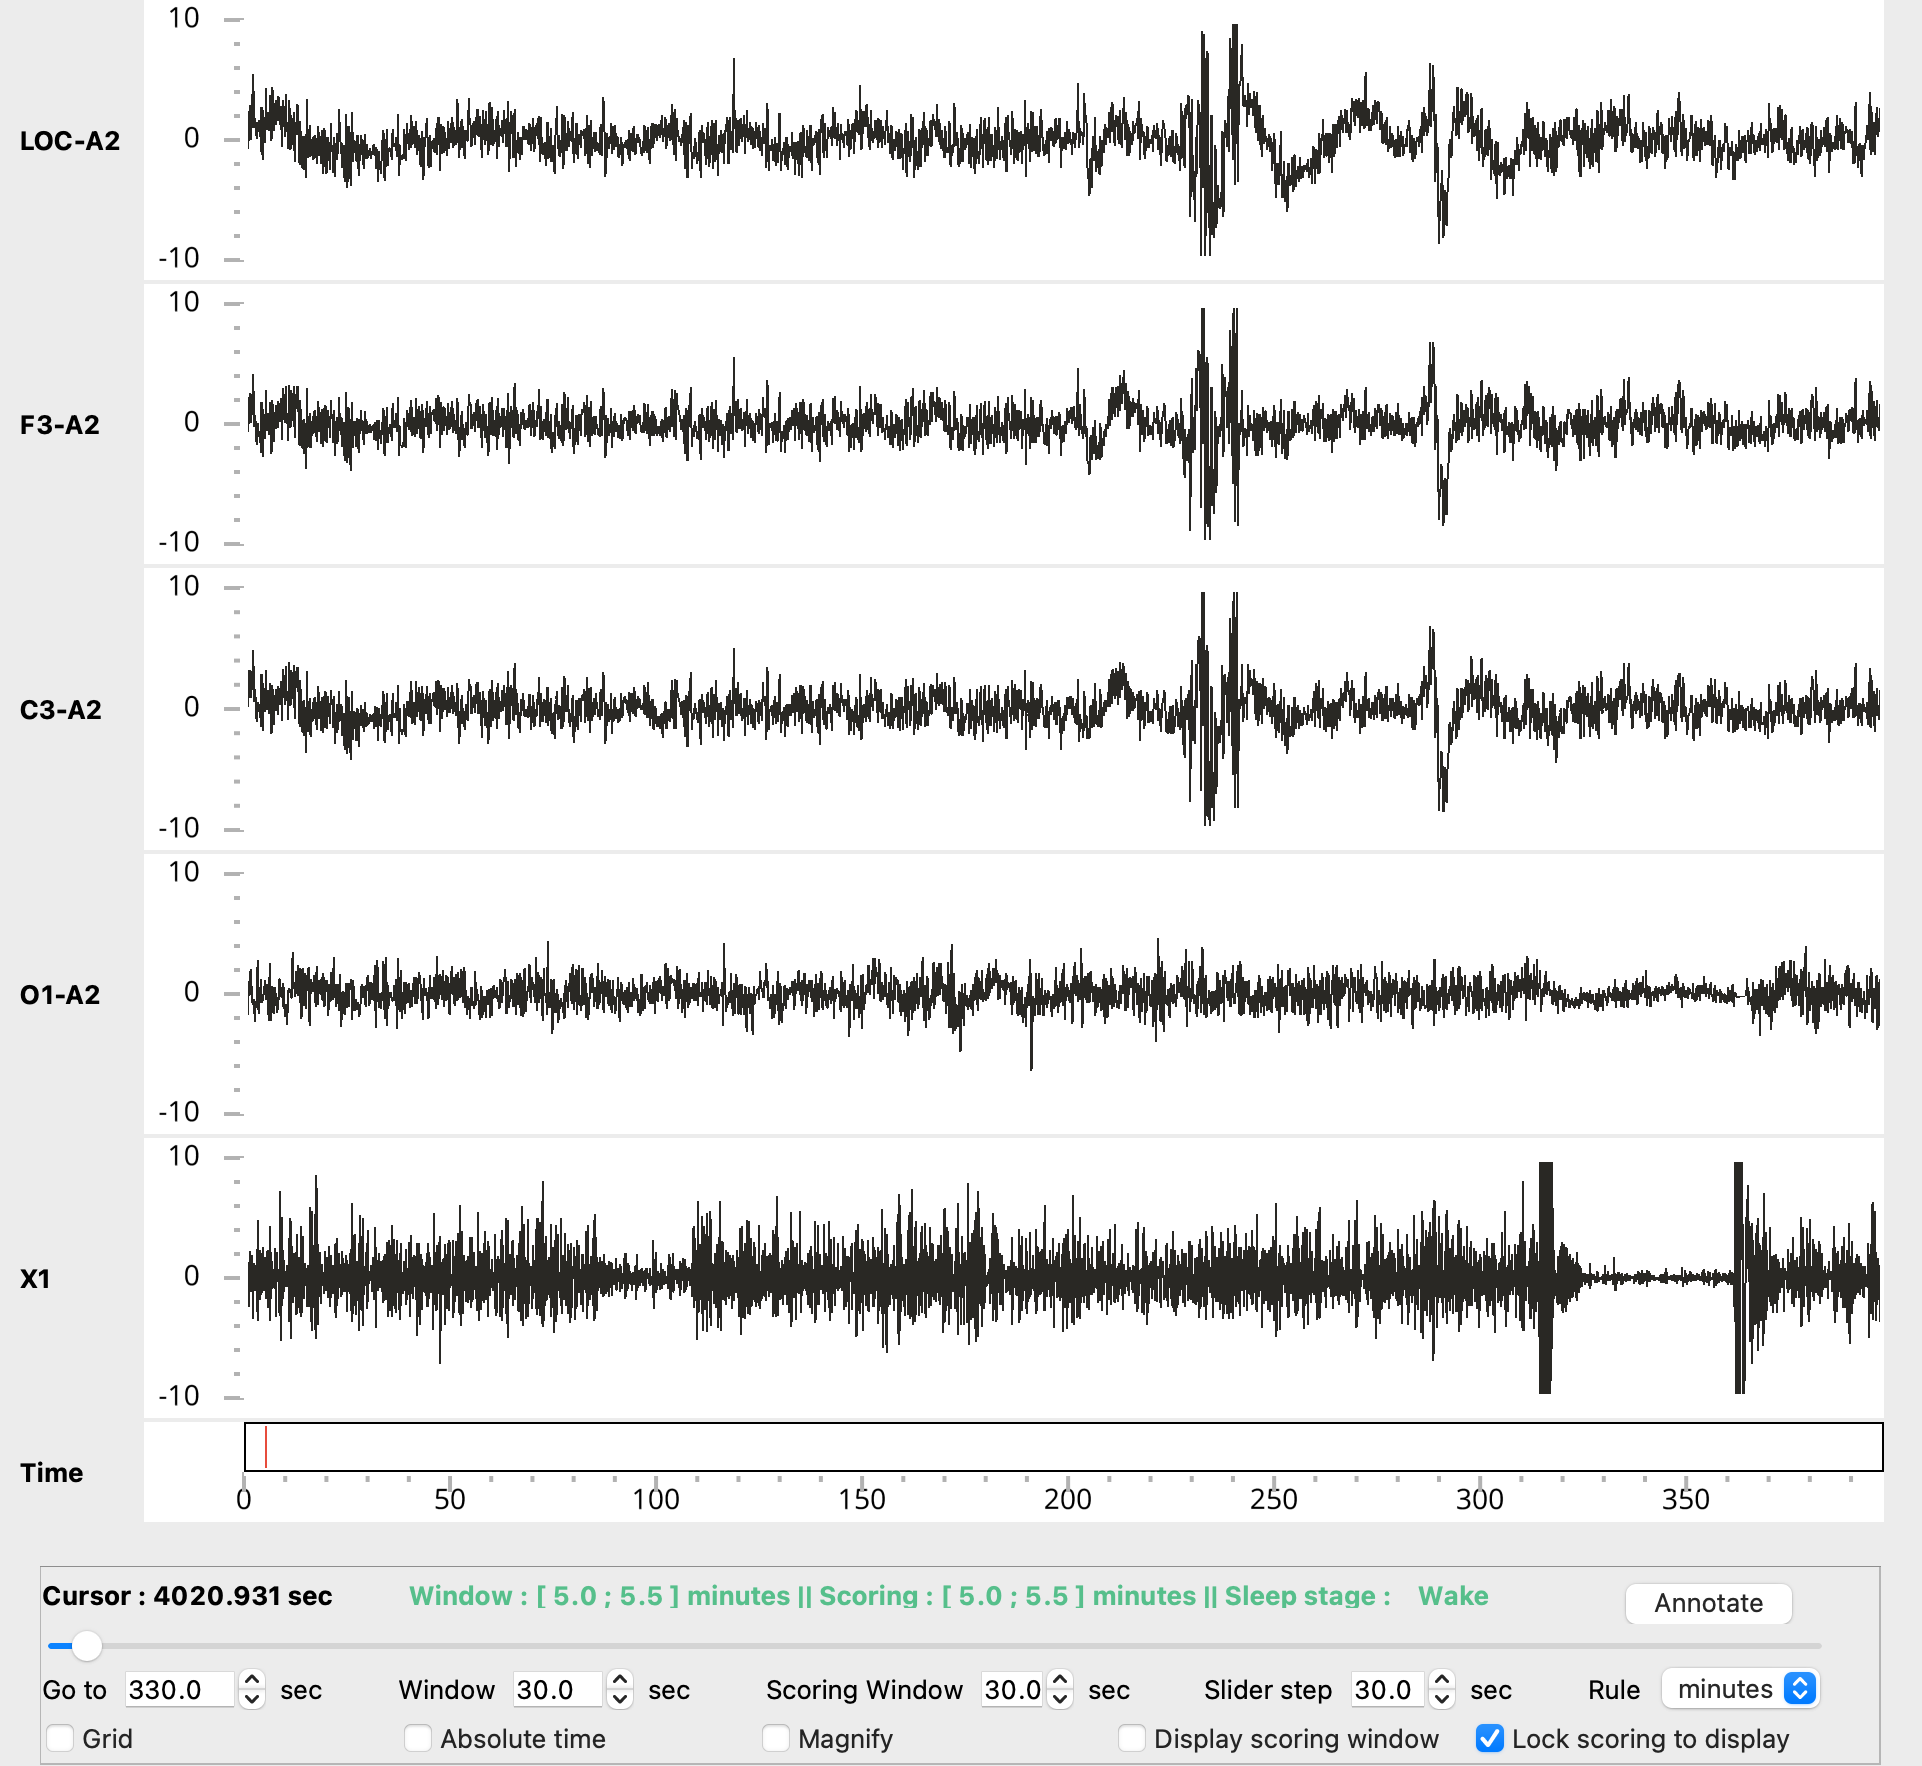 10
LOC-A2 0
-10
10
F3-A2 0
-10
10
C3-A2 0
-10
10
O1-A2 0
-10
10
X1 0
-10
Time
0 50 100 150 200 250 300 350
Cursor : 4020.931 sec Window : [ 5.0 ; 5.5 ] minutes || Scoring : [ 5.0 ; 5.5 ] minutes || Sleep stage : Wake Annotate
Go to 330.0 sec Window 30.0 sec Scoring Window 30.0 sec Slider step 30.0 sec Rule minutes
Grid Absolute time Magnify Display scoring window Lock scoring to display